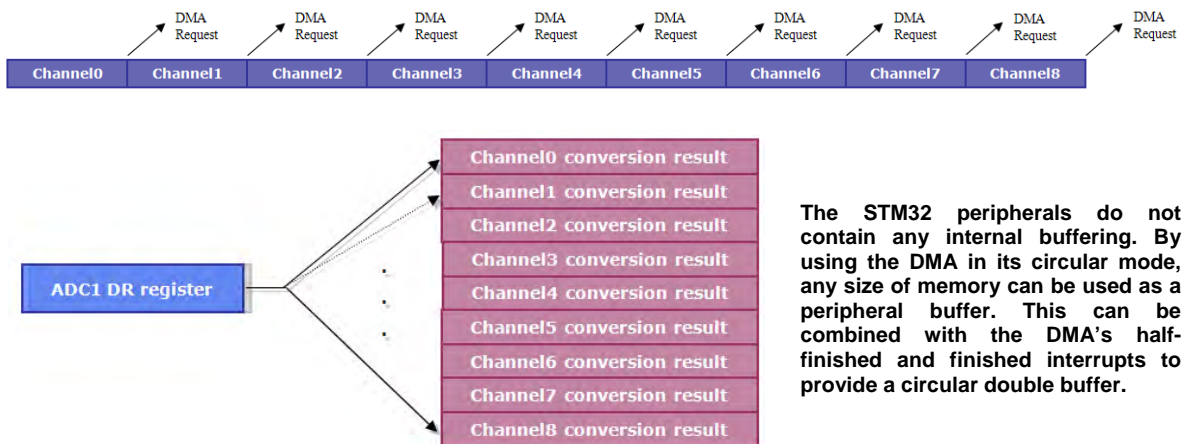 DMA
Request
DMA
Request
DMA
Request
DMA
Request
DMA
Request
DMA
Request
DMA
Request
DMA
Request
DMA
Request
Channel0
Channel1
Channel2
Channel3
Channel4
Channel5
Channel6
Channel7
Channel8
ADC1 DR register
Channel0 conversion result
Channel1 conversion result
Channel2 conversion result
Channel3 conversion result
Channel4 conversion result
Channel5 conversion result
Channel6 conversion result
Channel7 conversion result
Channel8 conversion result
The STM32 peripherals do not
contain any internal buffering. By
using the DMA in its circular mode,
any size of memory can be used as a
peripheral buffer. This can be
combined with the DMA's half-
finished and finished interrupts to
provide a circular double buffer.